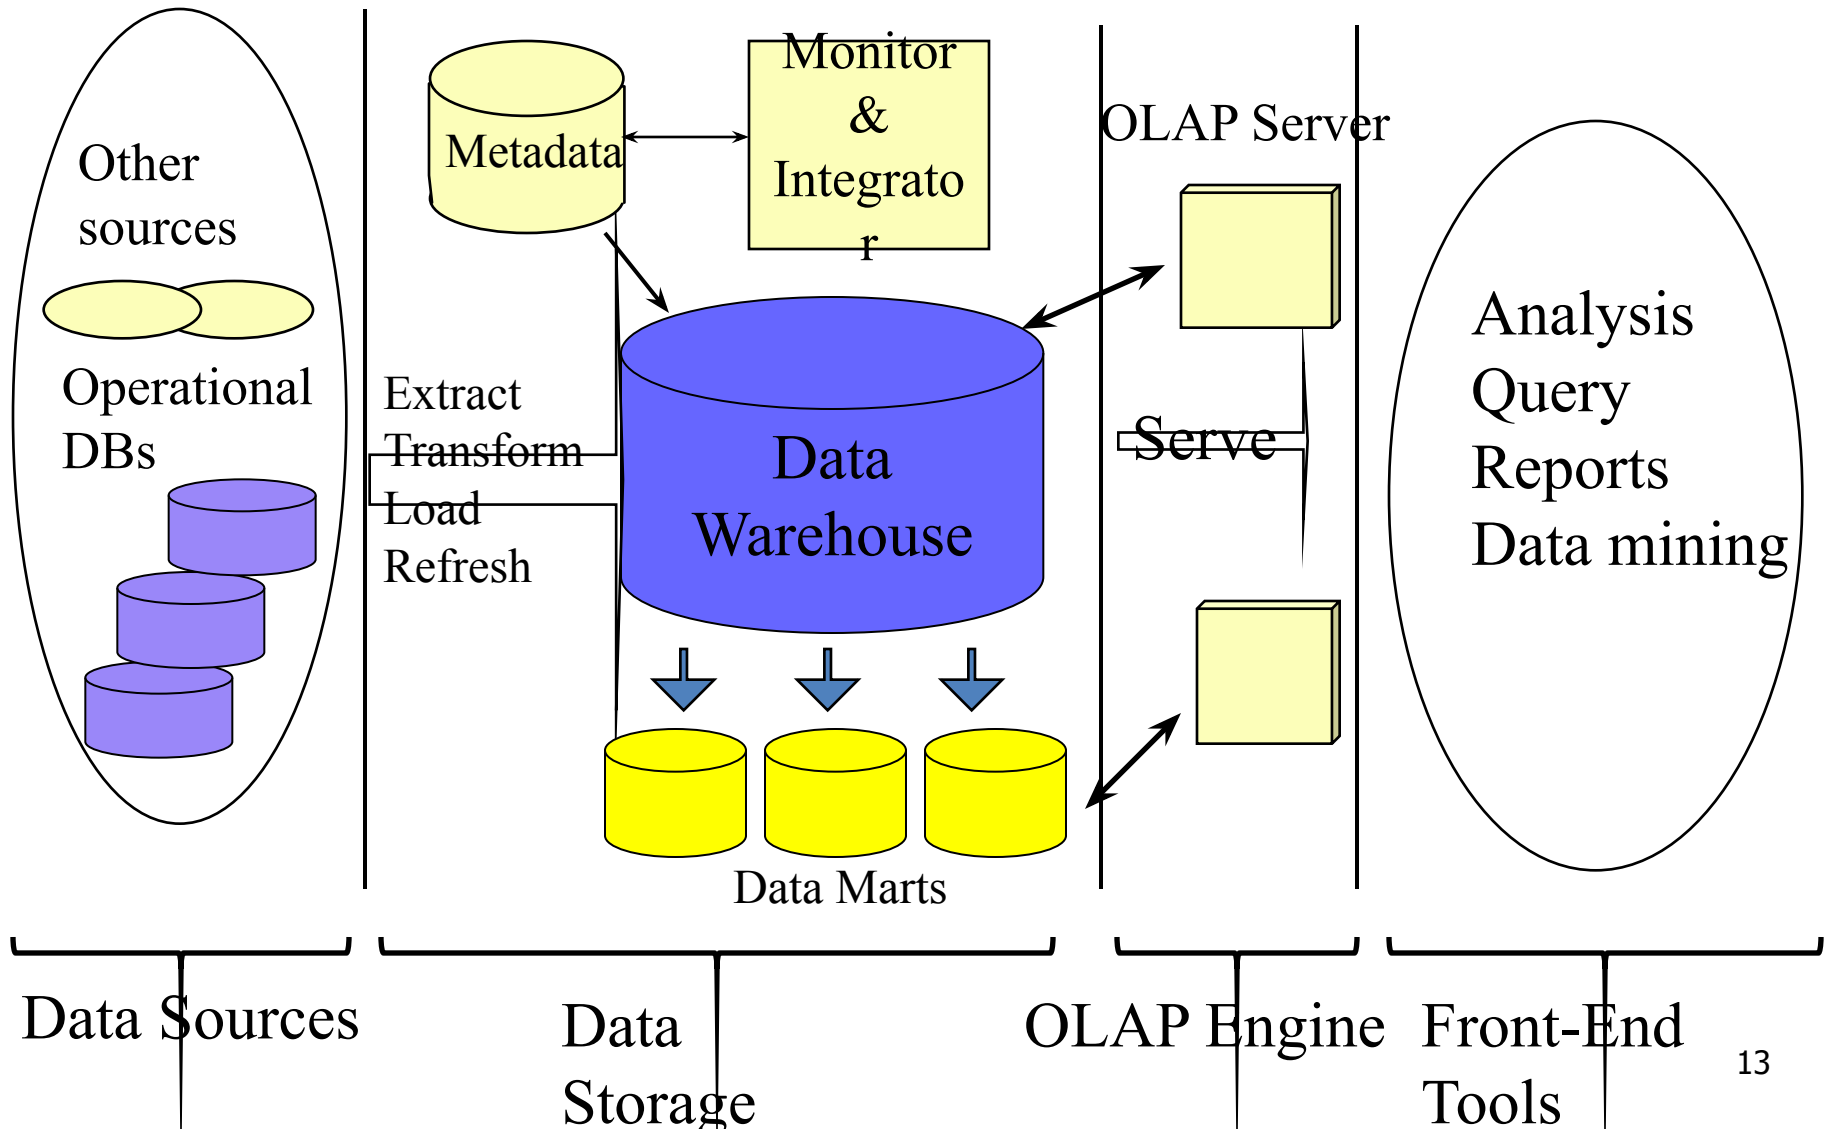 Other
sources
Operational
DBs
Extract
Transform
Load
Refresh
Metadata
Monitor
&
Integrato
r
Data
Warehouse
Data Marts
OLAP Server
Serve
Analysis
Query
Reports
Data mining
Data Sources
Data
Storage
OLAP Engine
Front-End
Tools
13